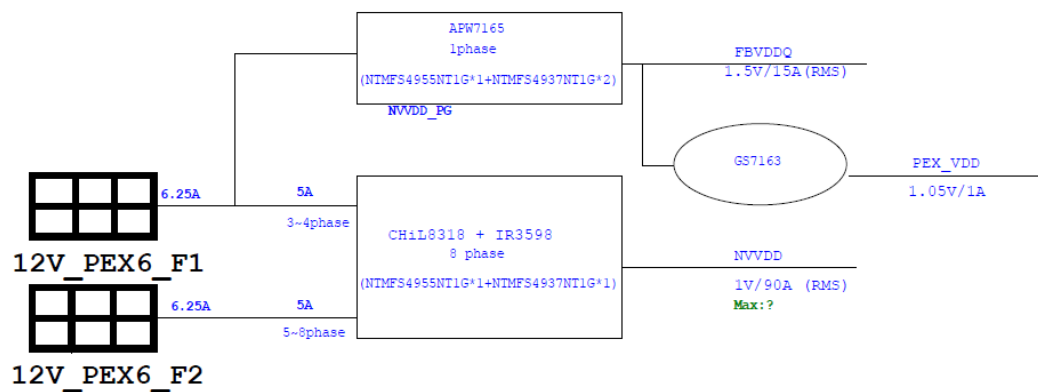 APW7165
1phase
(NTMFS4955NT1G*1+NTMFS4937NT1G*2)
NVVDD_PG
FBVDDQ
1.5V/15A(RMS)
GS7163
PEX_VDD
1.05V/1A
6.25A
5A
3~4phase
12V_PEX6_F1
CHiL8318 + IR3598
8 phase
(NTMFS4955NT1G*1+NTMFS4937NT1G*1)
NVVDD
1V/90A (RMS)
Max:?
6.25A
5A
5~8phase
12V_PEX6_F2